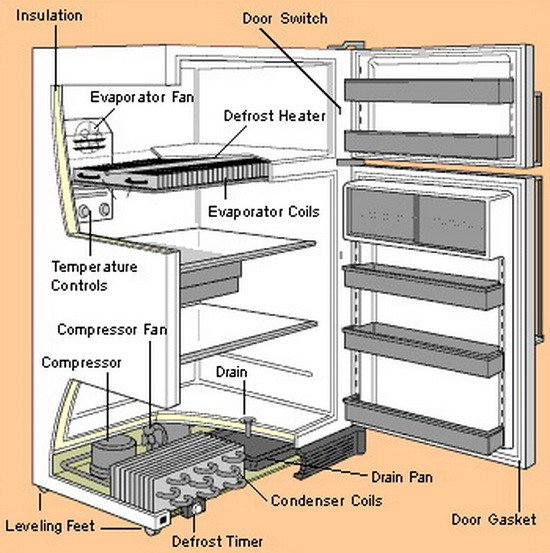 Insulation
Door Switch
Evaporator Fan
Defrost Heater
Evaporator Coils
Temperature
Controls
Compressor Fan
Compressor
Drain
Drain Pan
Condenser Coils
Leveling Feet
Door Gasket
Defrost Timer